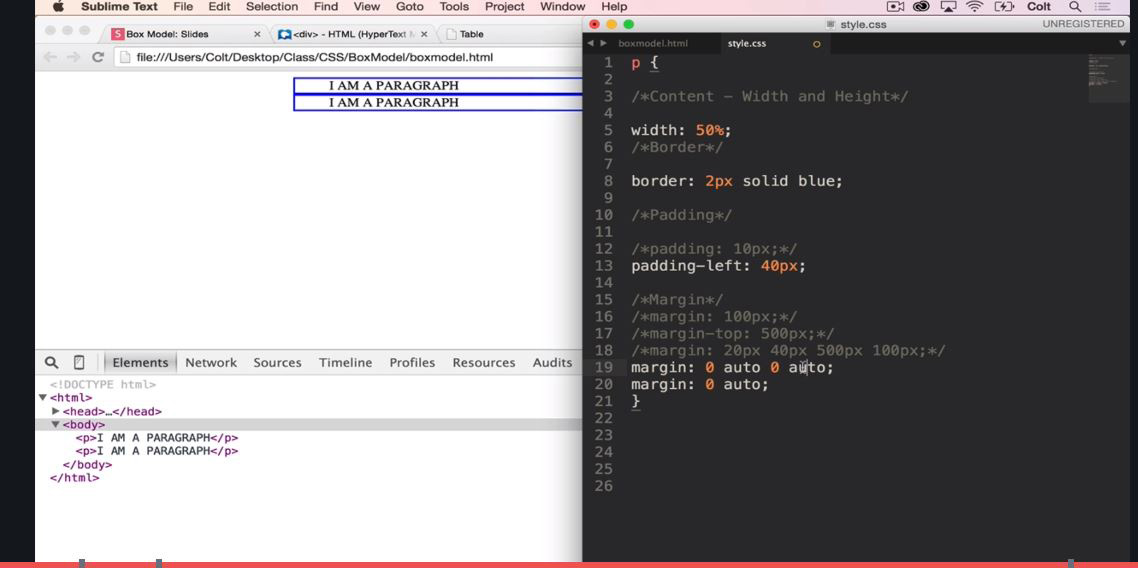 Sublime Text File Edit Selection Find View Goto Tools Project Window Help Colt
Box Model: Slides × <div> - HTML (HyperText M × Table
file:///Users/Colt/Desktop/Class/CSS/BoxModel/boxmodel.html
I AM A PARAGRAPH
I AM A PARAGRAPH
Elements Network Sources Timeline Profiles Resources Audits
<!DOCTYPE html>
<html>
<head>…</head>
<body>
<p>I AM A PARAGRAPH</p>
<p>I AM A PARAGRAPH</p>
</body>
</html>
style.css UNREGISTERED
boxmodel.html style.css
1 p {
2
3 /*Content - Width and Height*/
4
5 width: 50%;
6 /*Border*/
7
8 border: 2px solid blue;
9
10 /*Padding*/
11
12 /*padding: 10px;*/
13 padding-left: 40px;
14
15 /*Margin*/
16 /*margin: 100px;*/
17 /*margin-top: 500px;*/
18 /*margin: 20px 40px 500px 100px;*/
19 margin: 0 auto 0 auto;
20 margin: 0 auto;
21 }
22
23
24
25
26